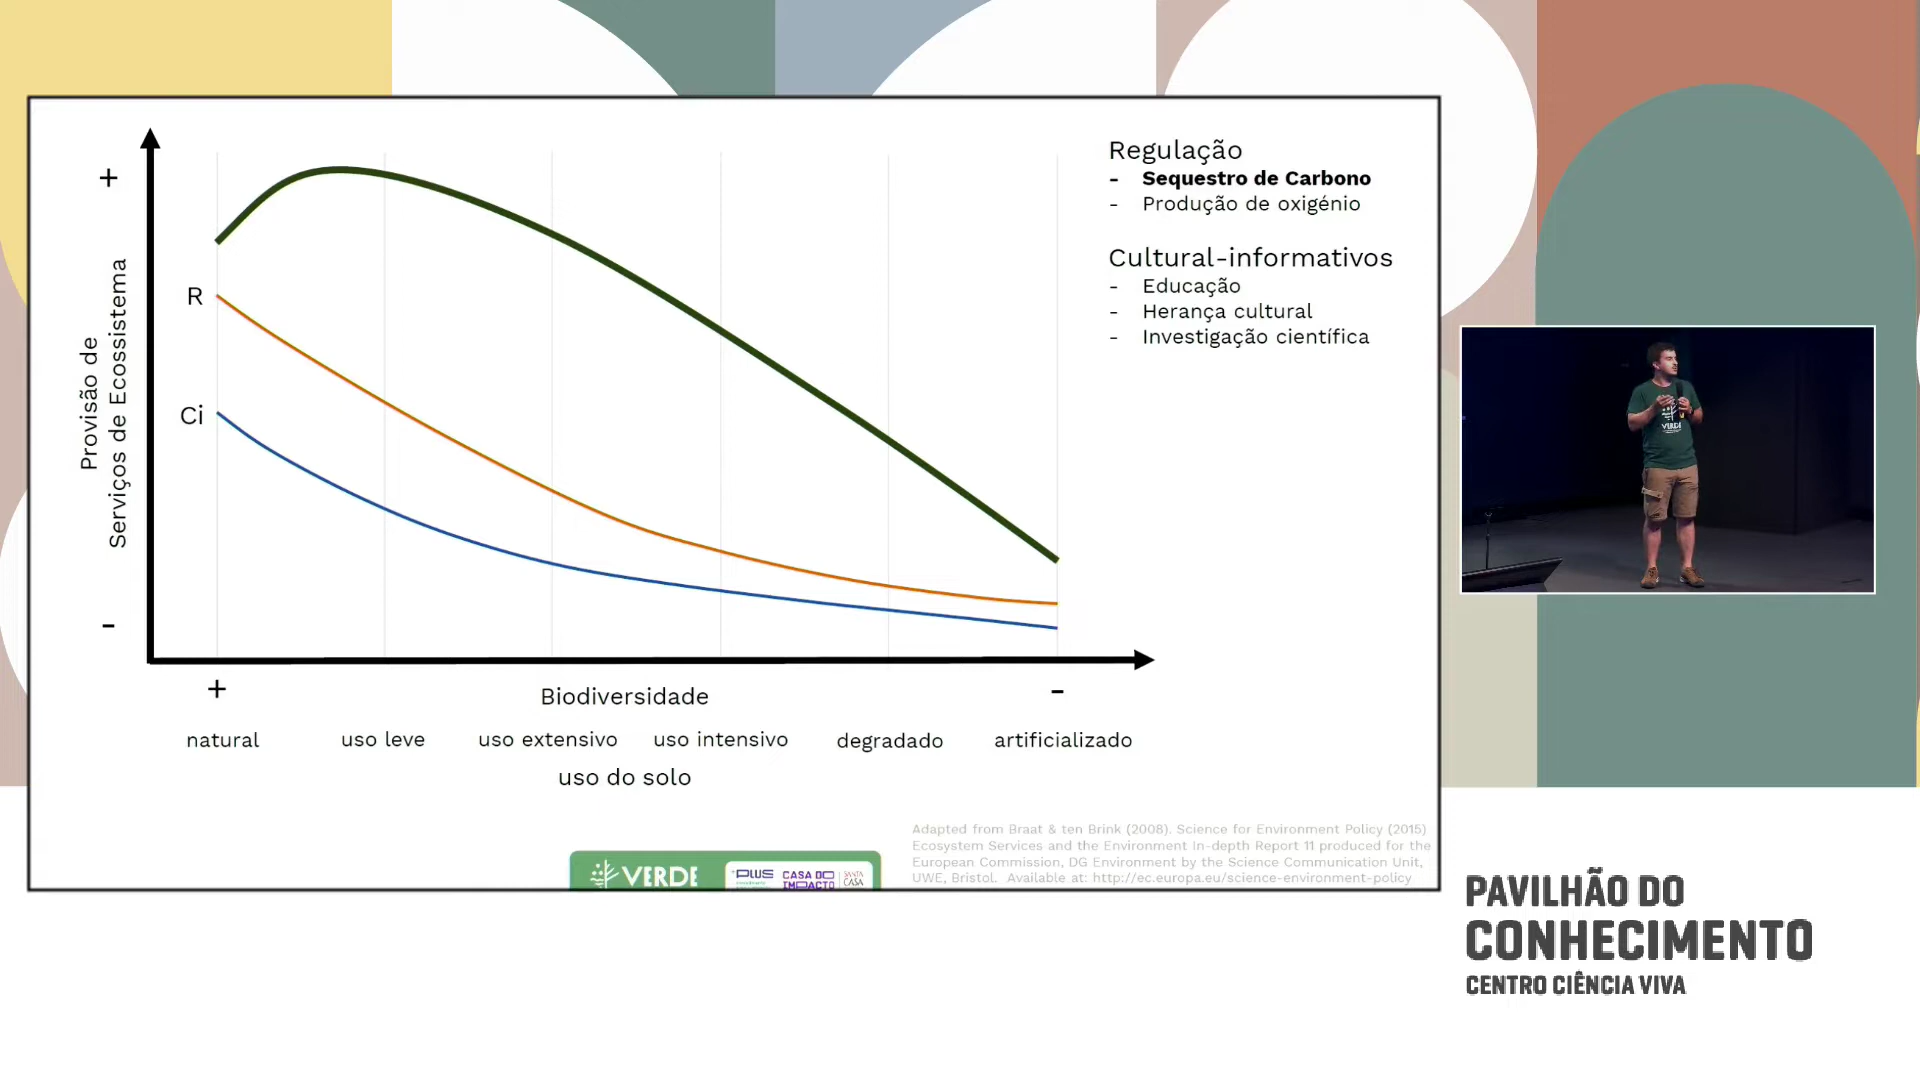 +
Provisão de
Serviços de Ecossistema
R
Ci
-
+
Biodiversidade
-
natural
uso leve
uso extensivo
uso intensivo
degradado
artificializado
uso do solo
Regulação
- Sequestro de Carbono
- Produção de oxigénio
Cultural-informativos
- Educação
- Herança cultural
- Investigação científica
Adapted from Braat & ten Brink (2008). Science for Environment Policy (2015)
Ecosystem Services and the Environment In-depth Report 11 produced for the
European Commission, DG Environment by the Science Communication Unit,
UWE, Bristol. Available at: http://ec.europa.eu/science-environment-policy
VERDE
PLUS
CASA DO
IMPACTO
SANTA
CASA
VERDE
PAVILHÃO DO
CONHECIMENTO
CENTRO CIÊNCIA VIVA